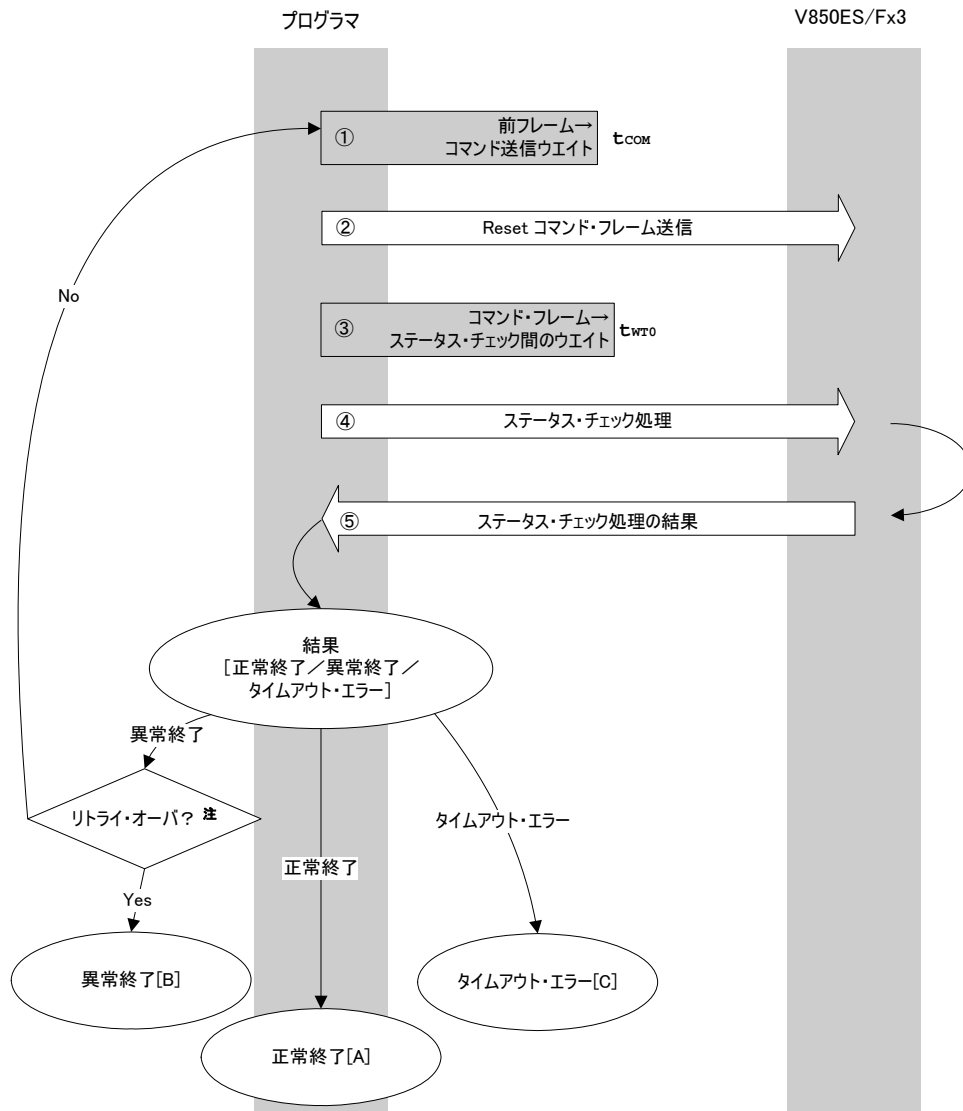 プログラマ
V850ES/Fx3
① 前フレーム→
コマンド送信ウエイト
tCOM
② Reset コマンド・フレーム送信
No
③ コマンド・フレーム→
ステータス・チェック間のウエイト
tWT0
④ ステータス・チェック処理
⑤ ステータス・チェック処理の結果
結果
[正常終了／異常終了／
タイムアウト・エラー]
異常終了
リトライ・オーバ？ 注
タイムアウト・エラー
正常終了
Yes
異常終了[B]
タイムアウト・エラー[C]
正常終了[A]